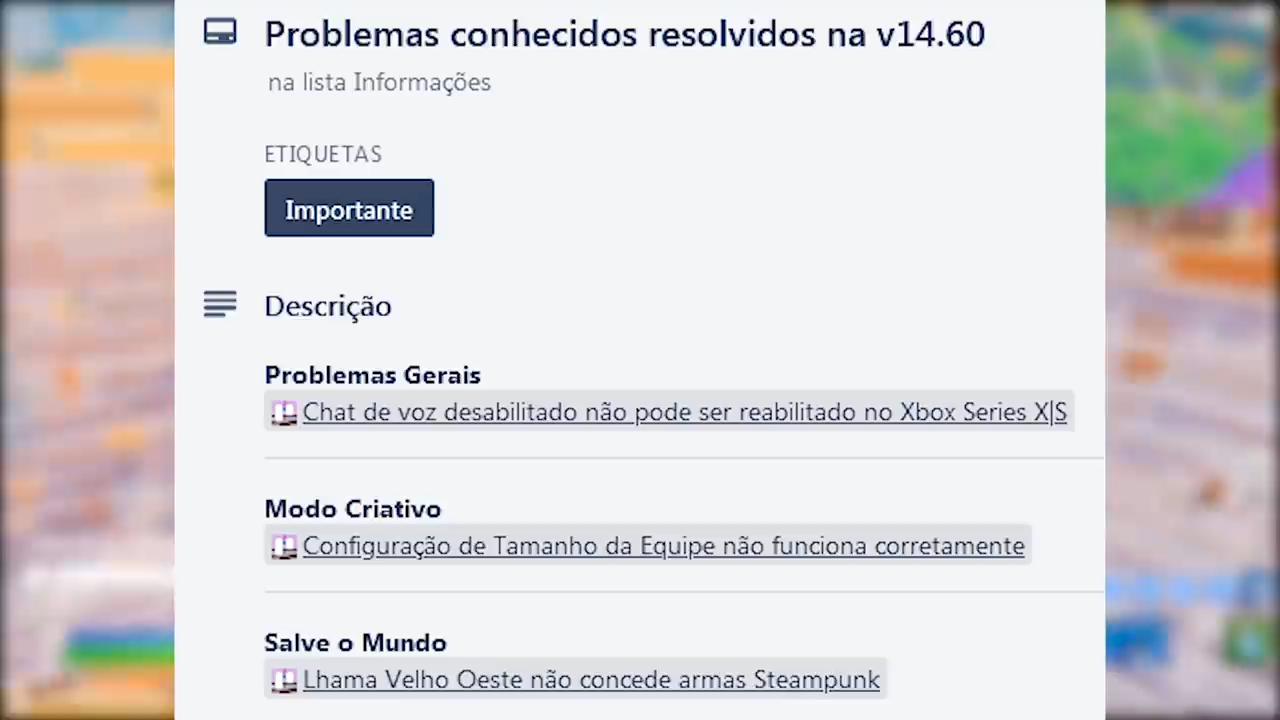 Problemas conhecidos resolvidos na v14.60
na lista Informações
ETIQUETAS
Importante
Descrição
Problemas Gerais
Chat de voz desabilitado não pode ser reabilitado no Xbox Series X|S
Modo Criativo
Configuração de Tamanho da Equipe não funciona corretamente
Salve o Mundo
Lhama Velho Oeste não concede armas Steampunk